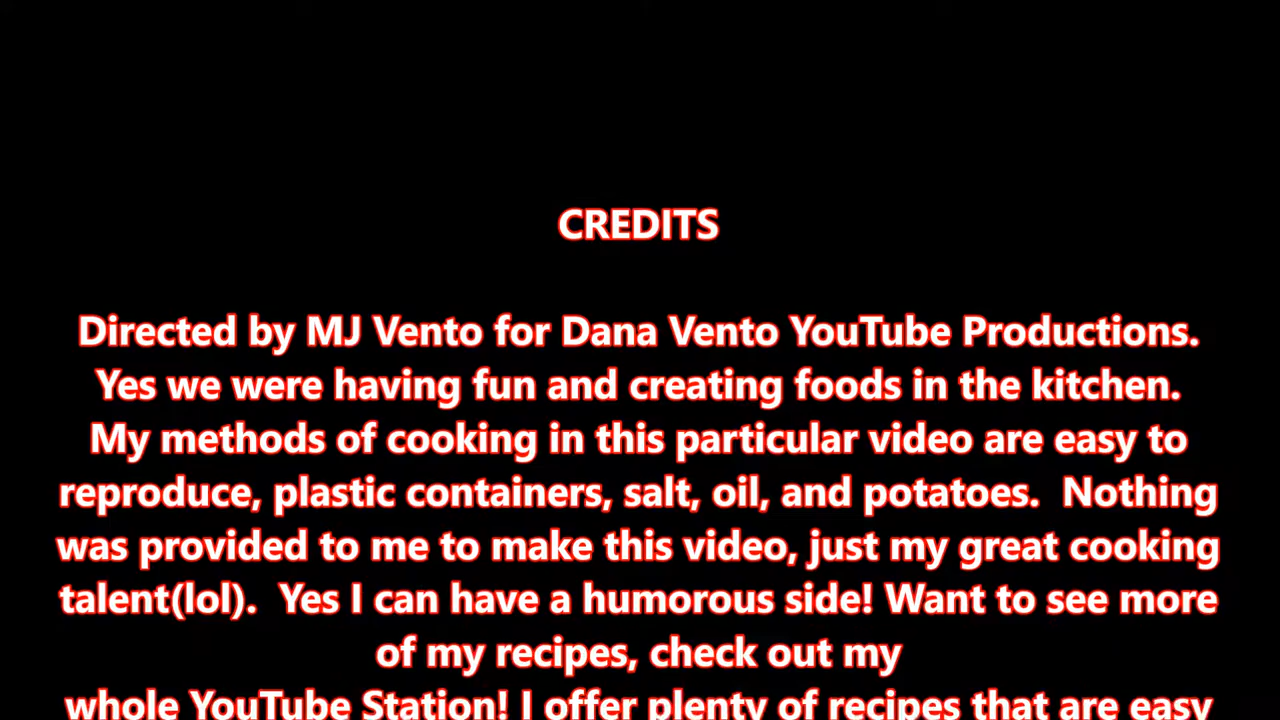 CREDITS
Directed by MJ Vento for Dana Vento YouTube Productions.
Yes we were having fun and creating foods in the kitchen.
My methods of cooking in this particular video are easy to
reproduce, plastic containers, salt, oil, and potatoes.  Nothing
was provided to me to make this video, just my great cooking
talent(lol).  Yes I can have a humorous side! Want to see more
of my recipes, check out my
whole YouTube Station! I offer plenty of recipes that are easy